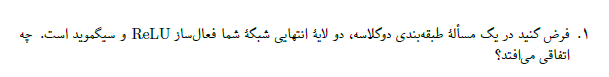 ۱. فرض کنید در یک مسألهٔ طبقه‌بندی دوکلاسه، دو لایهٔ انتهایی شبکهٔ شما فعال‌ساز ReLU و سیگموید است. چه
اتفاقی می‌افتد؟